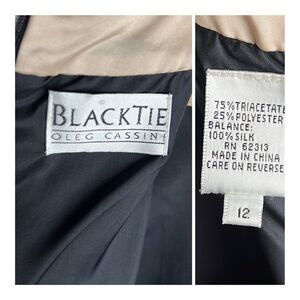 BLACKTIE
OLEG CASSINI
75% TRIACETATE
25% POLYESTER
BALANCE:
100% SILK
RN 62313
MADE IN CHINA
CARE ON REVERSE
12